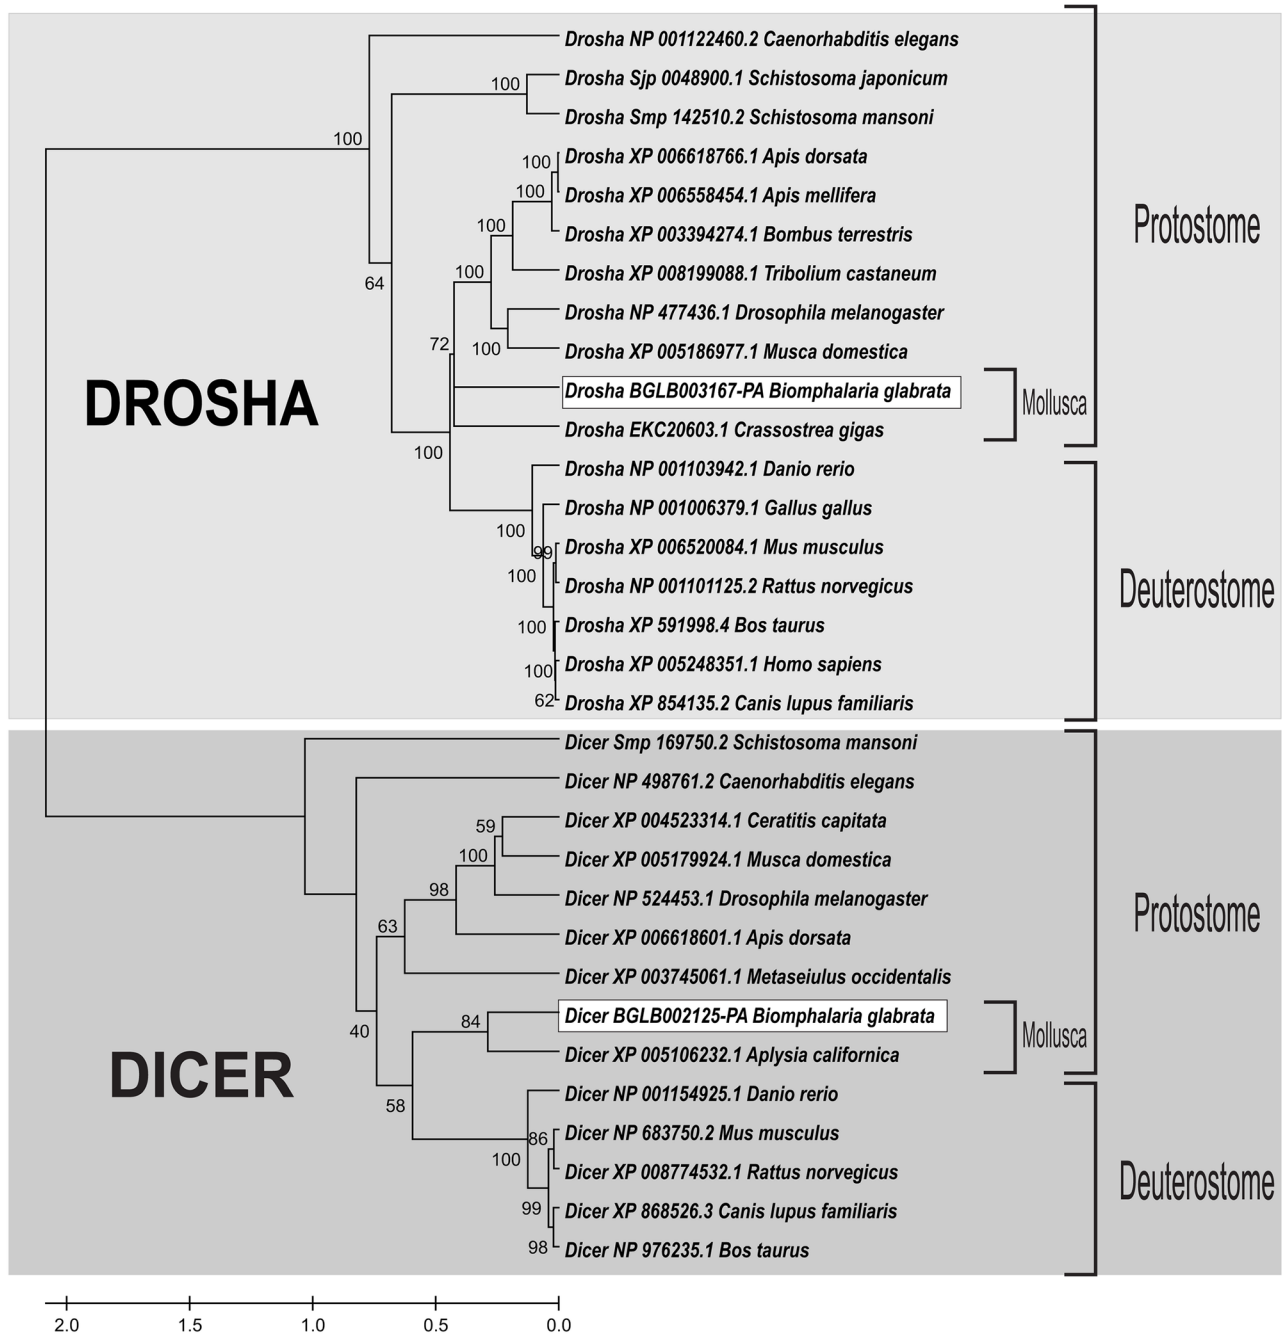 Drosha NP 001122460.2 Caenorhabditis elegans
100
Drosha Sjp 0048900.1 Schistosoma japonicum
Drosha Smp 142510.2 Schistosoma mansoni
100
100
Drosha XP 006618766.1 Apis dorsata
100
Drosha XP 006558454.1 Apis mellifera
100
Drosha XP 003394274.1 Bombus terrestris
Protostome
100
Drosha XP 008199088.1 Tribolium castaneum
64
Drosha NP 477436.1 Drosophila melanogaster
72
100
Drosha XP 005186977.1 Musca domestica
DROSHA
Drosha BGLB003167-PA Biomphalaria glabrata
Mollusca
Drosha EKC20603.1 Crassostrea gigas
100
Drosha NP 001103942.1 Danio rerio
Drosha NP 001006379.1 Gallus gallus
100
99
Drosha XP 006520084.1 Mus musculus
100
Drosha NP 001101125.2 Rattus norvegicus
Deuterostome
100
Drosha XP 591998.4 Bos taurus
100
Drosha XP 005248351.1 Homo sapiens
62
Drosha XP 854135.2 Canis lupus familiaris
Dicer Smp 169750.2 Schistosoma mansoni
Dicer NP 498761.2 Caenorhabditis elegans
59
Dicer XP 004523314.1 Ceratitis capitata
100
Dicer XP 005179924.1 Musca domestica
98
Dicer NP 524453.1 Drosophila melanogaster
Protostome
63
Dicer XP 006618601.1 Apis dorsata
Dicer XP 003745061.1 Metaseiulus occidentalis
84
Dicer BGLB002125-PA Biomphalaria glabrata
40
Mollusca
Dicer XP 005106232.1 Aplysia californica
DICER
58
Dicer NP 001154925.1 Danio rerio
86
Dicer NP 683750.2 Mus musculus
100
Dicer XP 008774532.1 Rattus norvegicus
Deuterostome
99
Dicer XP 868526.3 Canis lupus familiaris
98
Dicer NP 976235.1 Bos taurus
2.0 1.5 1.0 0.5 0.0